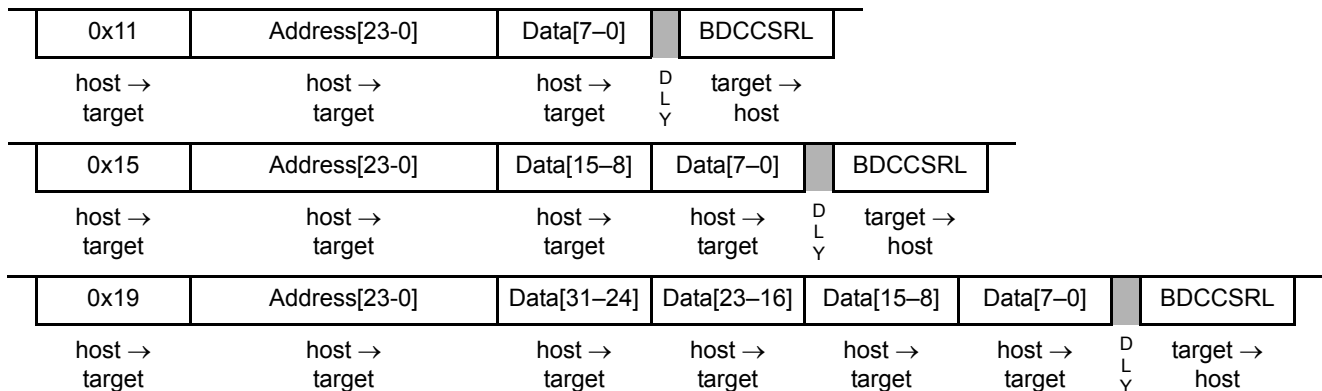 0x11 Address[23-0] Data[7–0] BDCCSRL
host → host → host → D L Y target →
target target target host
0x15 Address[23-0] Data[15–8] Data[7–0] BDCCSRL
host → host → host → host → D L Y target →
target target target target host
0x19 Address[23-0] Data[31–24] Data[23–16] Data[15–8] Data[7–0] BDCCSRL
host → host → host → host → host → host → D L Y target →
target target target target target target host